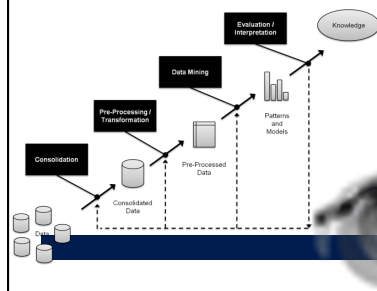 Evaluation /
Interpretation
Knowledge
Data Mining
Pre-Processing /
Transformation
Patterns
and
Models
Consolidation
Pre-Processed
Data
Consolidated
Data
Data